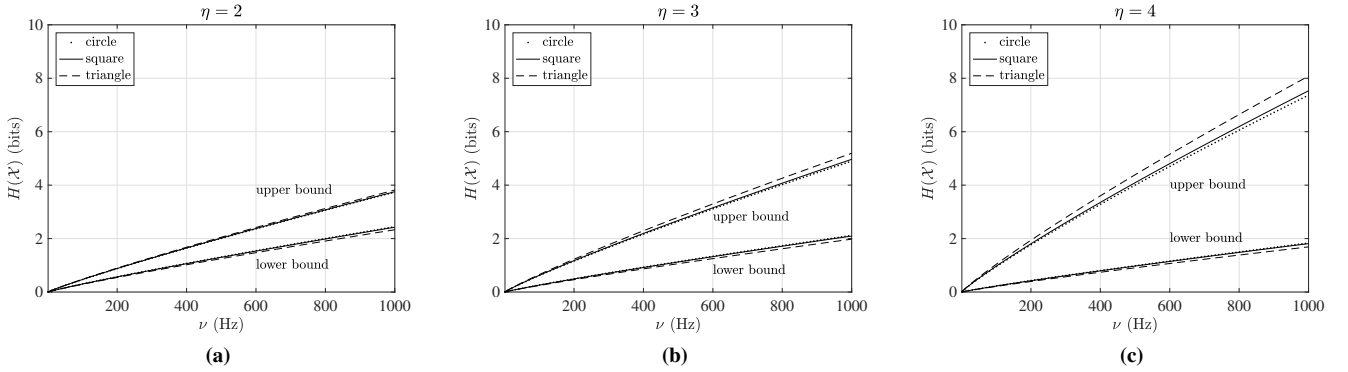 η = 2
10
8
6
4
2
0
H(𝒳) (bits)
circle
square
triangle
upper bound
lower bound
200
400
600
800
1000
ν (Hz)
(a)
η = 3
10
8
6
4
2
0
H(𝒳) (bits)
circle
square
triangle
upper bound
lower bound
200
400
600
800
1000
ν (Hz)
(b)
η = 4
10
8
6
4
2
0
H(𝒳) (bits)
circle
square
triangle
upper bound
lower bound
200
400
600
800
1000
ν (Hz)
(c)